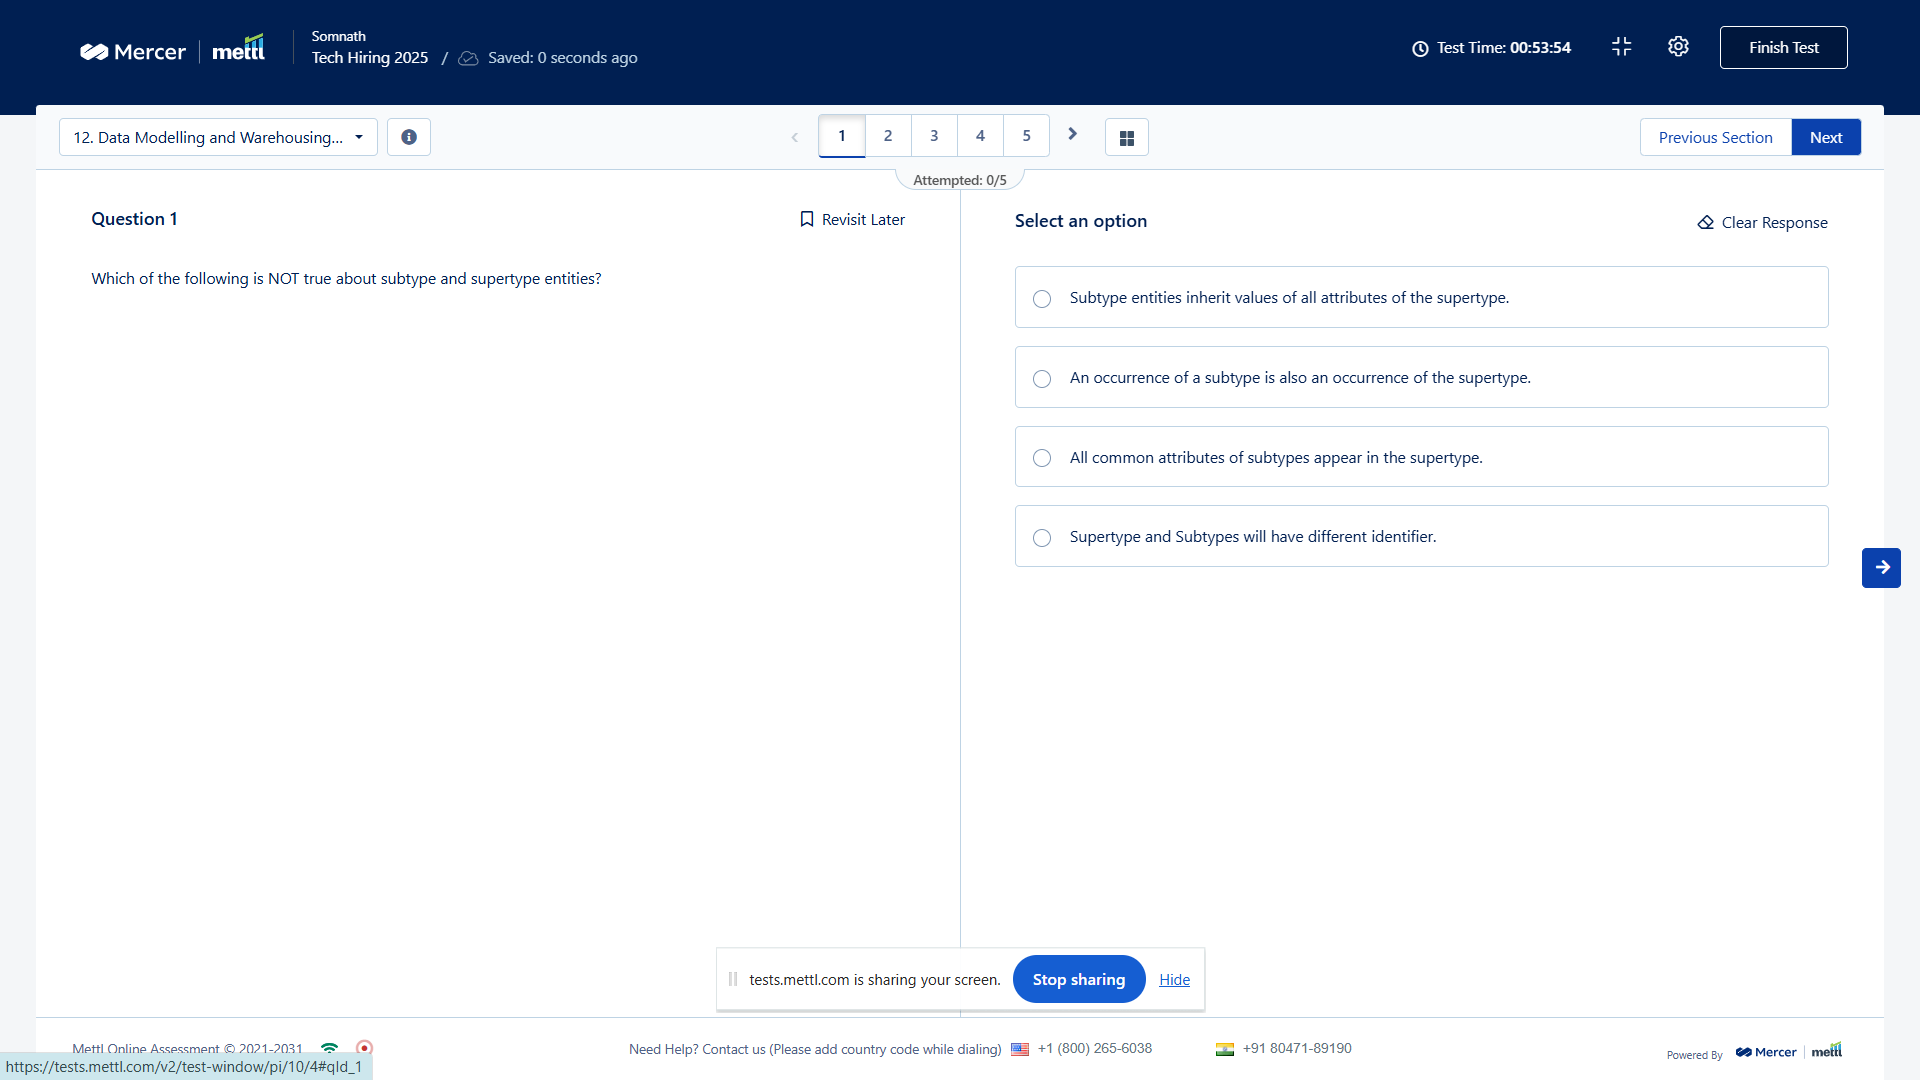 Mercer
mettl
Somnath
Tech Hiring 2025 / Saved: 0 seconds ago
Test Time: 00:53:54
Finish Test
12. Data Modelling and Warehousing...
1 2 3 4 5
Previous Section
Next
Attempted: 0/5
Question 1
Revisit Later
Which of the following is NOT true about subtype and supertype entities?
Select an option
Clear Response
Subtype entities inherit values of all attributes of the supertype.
An occurrence of a subtype is also an occurrence of the supertype.
All common attributes of subtypes appear in the supertype.
Supertype and Subtypes will have different identifier.
tests.mettl.com is sharing your screen.
Stop sharing
Hide
Mettl Online Assessment © 2021-2031
Need Help? Contact us (Please add country code while dialing) +1 (800) 265-6038 +91 80471-89190
Powered By Mercer mettl
https://tests.mettl.com/v2/test-window/pi/10/4#qId_1